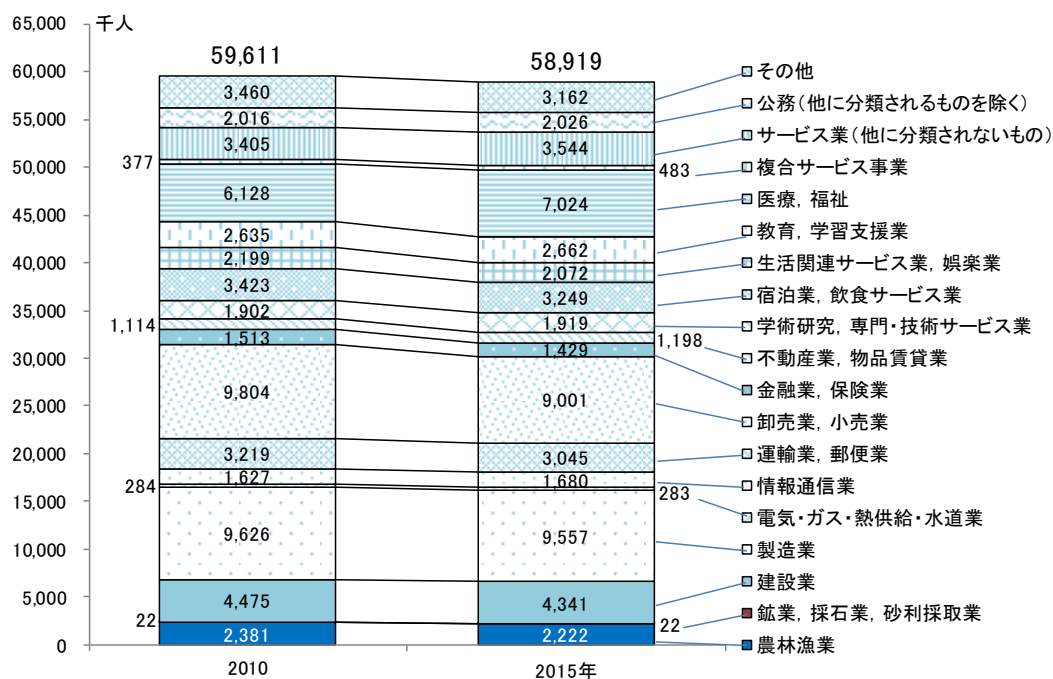 千人
65,000
60,000
55,000
50,000
45,000
40,000
35,000
30,000
25,000
20,000
15,000
10,000
5,000
0
59,611
3,460
2,016
3,405
377
6,128
2,635
2,199
3,423
1,902
1,114
1,513
9,804
3,219
1,627
284
9,626
4,475
22
2,381
2010
58,919
3,162
2,026
3,544
483
7,024
2,662
2,072
3,249
1,919
1,198
1,429
9,001
3,045
1,680
283
9,557
4,341
22
2,222
2015年
その他
公務(他に分類されるものを除く)
サービス業(他に分類されないもの)
複合サービス事業
医療, 福祉
教育, 学習支援業
生活関連サービス業, 娯楽業
宿泊業, 飲食サービス業
学術研究, 専門・技術サービス業
不動産業, 物品賃貸業
金融業, 保険業
卸売業, 小売業
運輸業, 郵便業
情報通信業
電気・ガス・熱供給・水道業
製造業
建設業
鉱業, 採石業, 砂利採取業
農林漁業